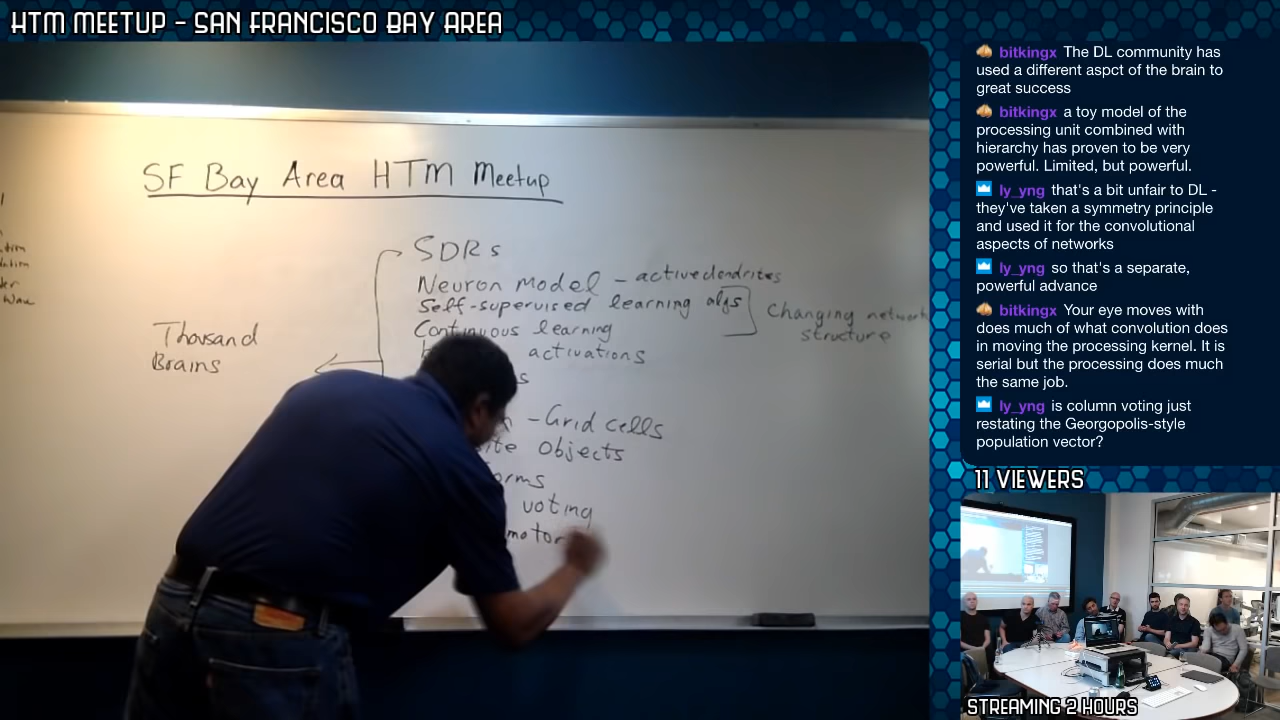 HTM MEETUP - SAN FRANCISCO BAY AREA
SF Bay Area HTM Meetup
SDRs
Neuron model - active dendrites
Self-supervised learning algs
Continuous learning
Changing network
structure
activations
Thousand
Brains
s
- Grid cells
Objects
voting
motor
bitkingx The DL community has
used a different aspct of the brain to
great success
bitkingx a toy model of the
processing unit combined with
hierarchy has proven to be very
powerful. Limited, but powerful.
ly_yng that's a bit unfair to DL -
they've taken a symmetry principle
and used it for the convolutional
aspects of networks
ly_yng so that's a separate,
powerful advance
bitkingx Your eye moves with
does much of what convolution does
in moving the processing kernel. It is
serial but the processing does much
the same job.
ly_yng is column voting just
restating the Georgopolis-style
population vector?
11 VIEWERS
STREAMING 2 HOURS